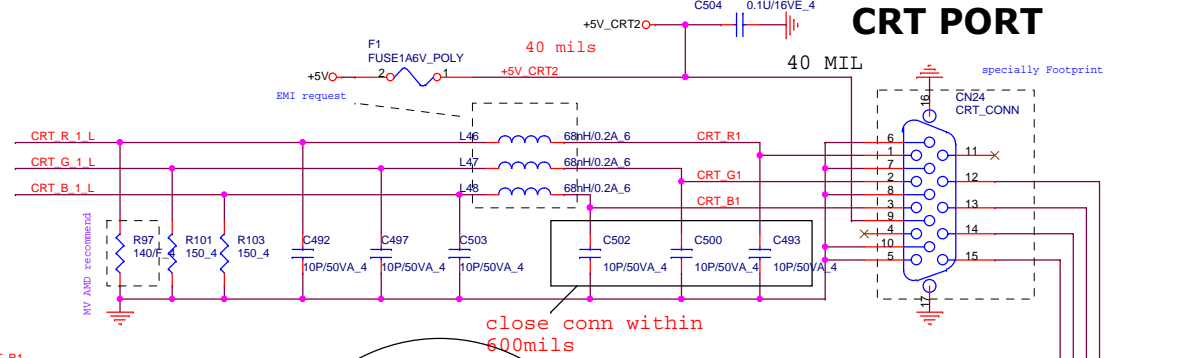 C504
0.1U/16VE_4
CRT PORT
+5V_CRT2
F1
FUSE1A6V_POLY
40 mils
+5V
2
1
+5V_CRT2
40 MIL
specially Footprint
EMI request
16
CN24
CRT_CONN
CRT_R_1_L
L46
68nH/0.2A_6
CRT_R1
6
1
11
CRT_G_1_L
L47
68nH/0.2A_6
CRT_G1
7
2
12
CRT_B_1_L
L48
68nH/0.2A_6
CRT_B1
8
3
13
9
4
14
10
5
15
17
MV AMD recommend
R97
140/F_4
R101
150_4
R103
150_4
C492
10P/50VA_4
C497
10P/50VA_4
C503
10P/50VA_4
C502
10P/50VA_4
C500
10P/50VA_4
C493
10P/50VA_4
close conn within
600mils